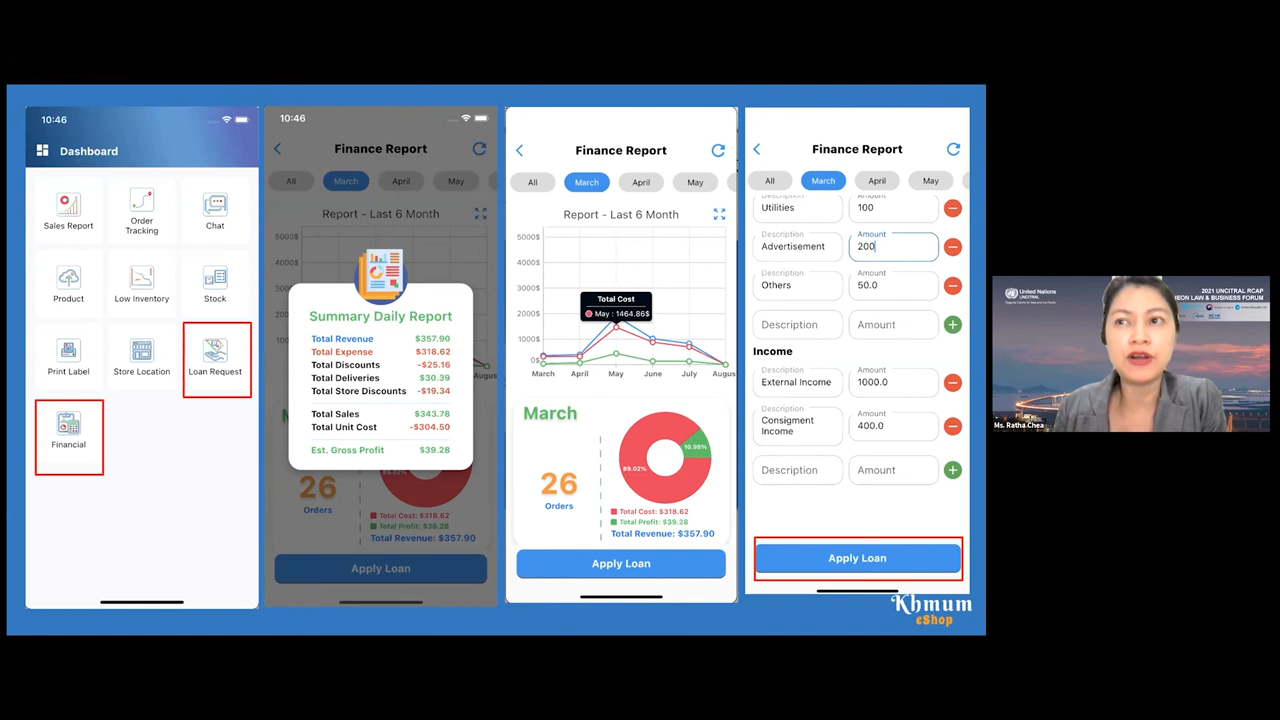 10:46
Dashboard
Sales Report
Order
Tracking
Chat
Product
Low Inventory
Stock
Print Label
Store Location
Loan Request
Financial
10:46
Finance Report
All
March
April
May
Report - Last 6 Month
5000$
4000$
3000$
2000$
1000$
Summary Daily Report
Total Revenue $357.90
Total Expense $318.62
Total Discounts -$25.16
Total Deliveries $30.39
Total Store Discounts -$19.34
Total Sales $343.78
Total Unit Cost -$304.50
Est. Gross Profit $39.28
26
Orders
Total Cost: $318.62
Total Profit: $39.28
Total Revenue: $357.90
Apply Loan
Finance Report
All
March
April
May
Report - Last 6 Month
5000$
4000$
3000$
2000$
1000$
0$
Total Cost
May : 1464.86$
March April May June July Augus
March
26
Orders
10.98%
89.02%
Total Cost: $318.62
Total Profit: $39.28
Total Revenue: $357.90
Apply Loan
Finance Report
All
March
April
May
Description Amount
Utilities 100
Description Amount
Advertisement 200
Description Amount
Others 50.0
Description Amount
Income
Description Amount
External Income 1000.0
Description Amount
Consigment
Income
400.0
Description Amount
Apply Loan
Khmum
eShop
United Nations
UNCITRAL
2021 UNCITRAL RCAP
EON LAW & BUSINESS FORUM
Ms. Ratha Chea